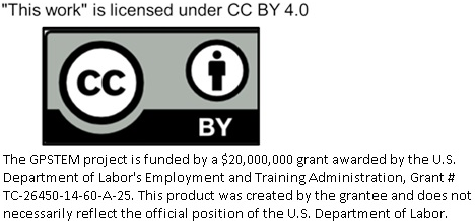 "This work" is licensed under CC BY 4.0
CC
BY
The GPSTEM project is funded by a $20,000,000 grant awarded by the U.S.
Department of Labor's Employment and Training Administration, Grant #
TC-26450-14-60-A-25. This product was created by the grantee and does not
necessarily reflect the official position of the U.S. Department of Labor.